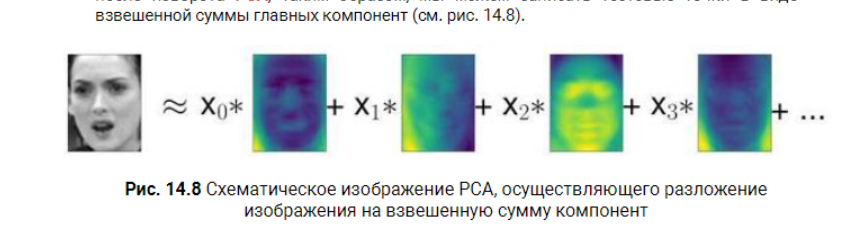 взвешенной суммы главных компонент (см. рис. 14.8).
≈ x₀* + x₁* + x₂* + x₃* + ...
Рис. 14.8 Схематическое изображение PCA, осуществляющего разложение
изображения на взвешенную сумму компонент